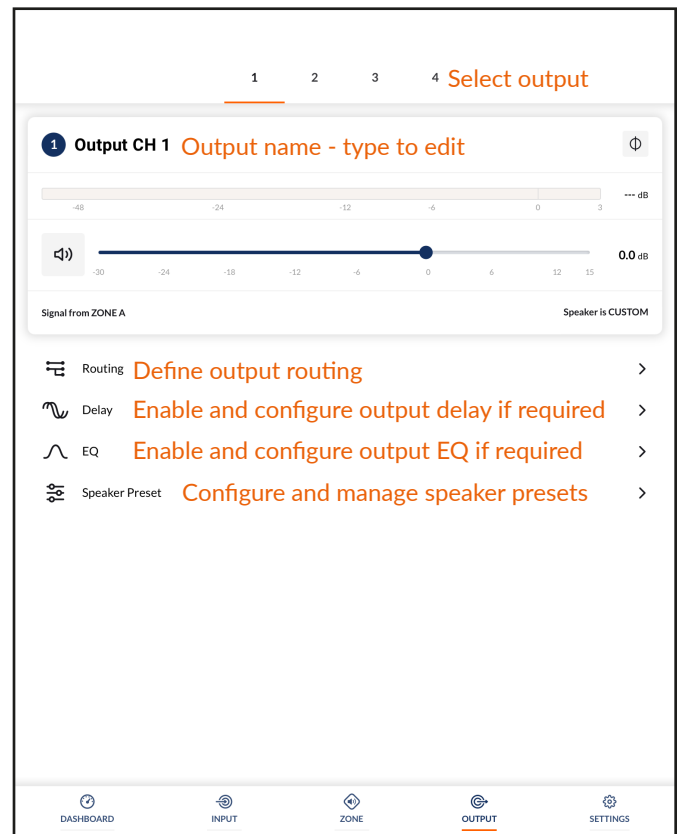 1 2 3 4 Select output
1 Output CH 1 Output name - type to edit
--- dB
-48 -24 -12 -6 0 3
0.0 dB
-30 -24 -18 -12 -6 0 6 12 15
Signal from ZONE A Speaker is CUSTOM
Routing Define output routing
Delay Enable and configure output delay if required
EQ Enable and configure output EQ if required
Speaker Preset Configure and manage speaker presets
DASHBOARD INPUT ZONE OUTPUT SETTINGS